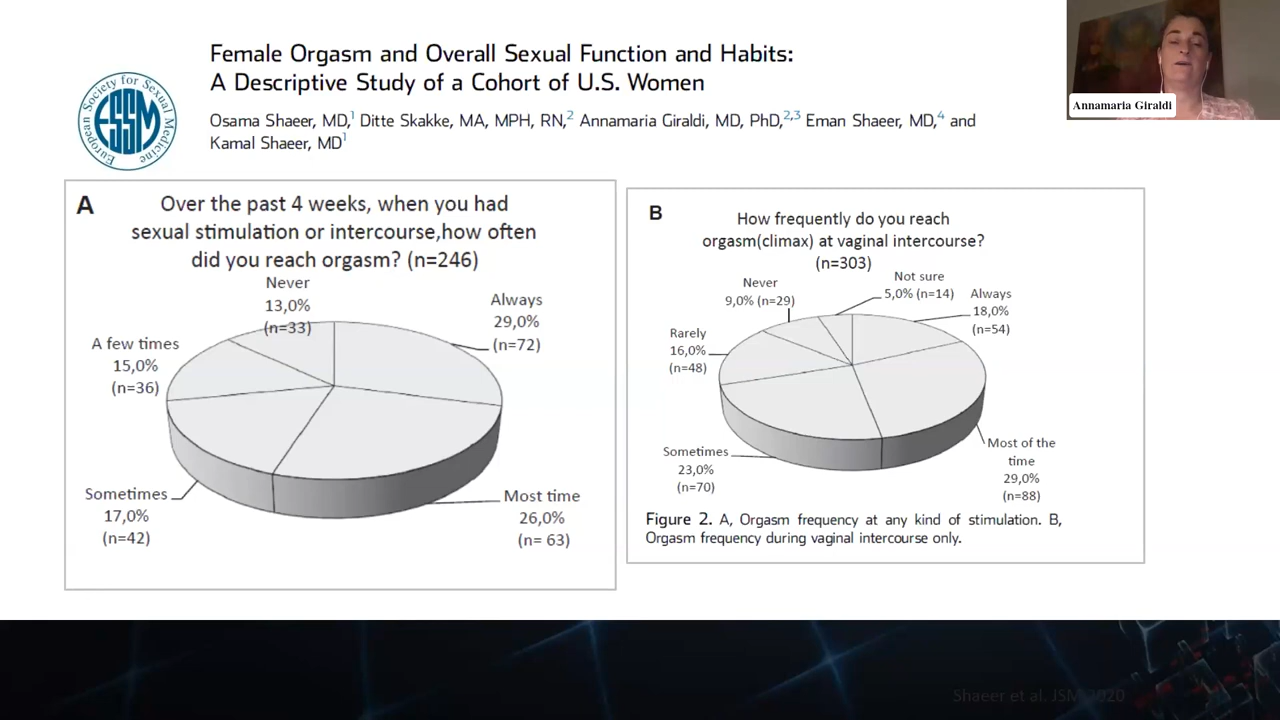 Female Orgasm and Overall Sexual Function and Habits:
A Descriptive Study of a Cohort of U.S. Women
Osama Shaeer, MD,1 Ditte Skakke, MA, MPH, RN,2 Annamaria Giraldi, MD, PhD,2,3 Eman Shaeer, MD,4 and
Kamal Shaeer, MD1
European Society for Sexual Medicine
ESSM
Annamaria Giraldi
A
Over the past 4 weeks, when you had
sexual stimulation or intercourse,how often
did you reach orgasm? (n=246)
Never
13,0%
(n=33)
Always
29,0%
(n=72)
A few times
15,0%
(n=36)
Sometimes
17,0%
(n=42)
Most time
26,0%
(n= 63)
B
How frequently do you reach
orgasm(climax) at vaginal intercourse?
(n=303)
Never
9,0% (n=29)
Not sure
5,0% (n=14)
Always
18,0%
(n=54)
Rarely
16,0%
(n=48)
Sometimes
23,0%
(n=70)
Most of the
time
29,0%
(n=88)
Figure 2. A, Orgasm frequency at any kind of stimulation. B,
Orgasm frequency during vaginal intercourse only.
Shaeer et al. JSM 2020